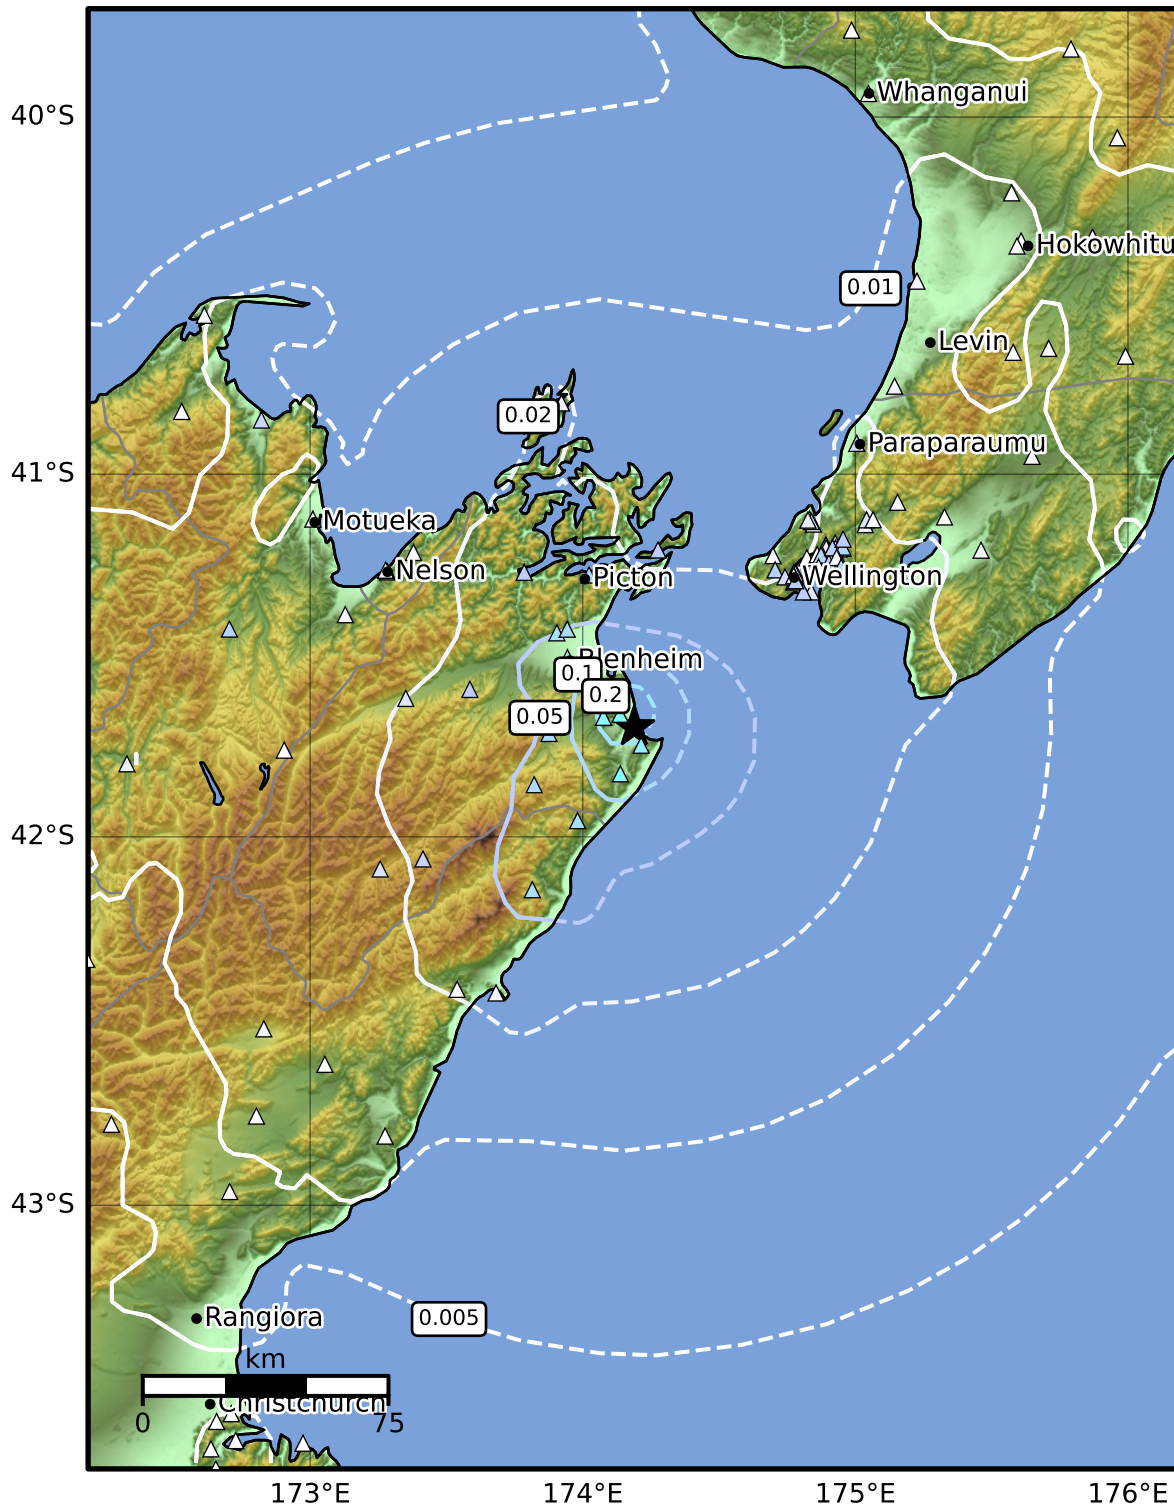 40°S
Whanganui
Hokowhitu
0.01
Levin
0.02
Paraparaumu
41°S
Motueka
Nelson
Picton
Wellington
Blenheim
0.1
0.2
0.05
42°S
43°S
Rangiora
0.005
km
Christchurch
0
75
173°E
174°E
175°E
176°E